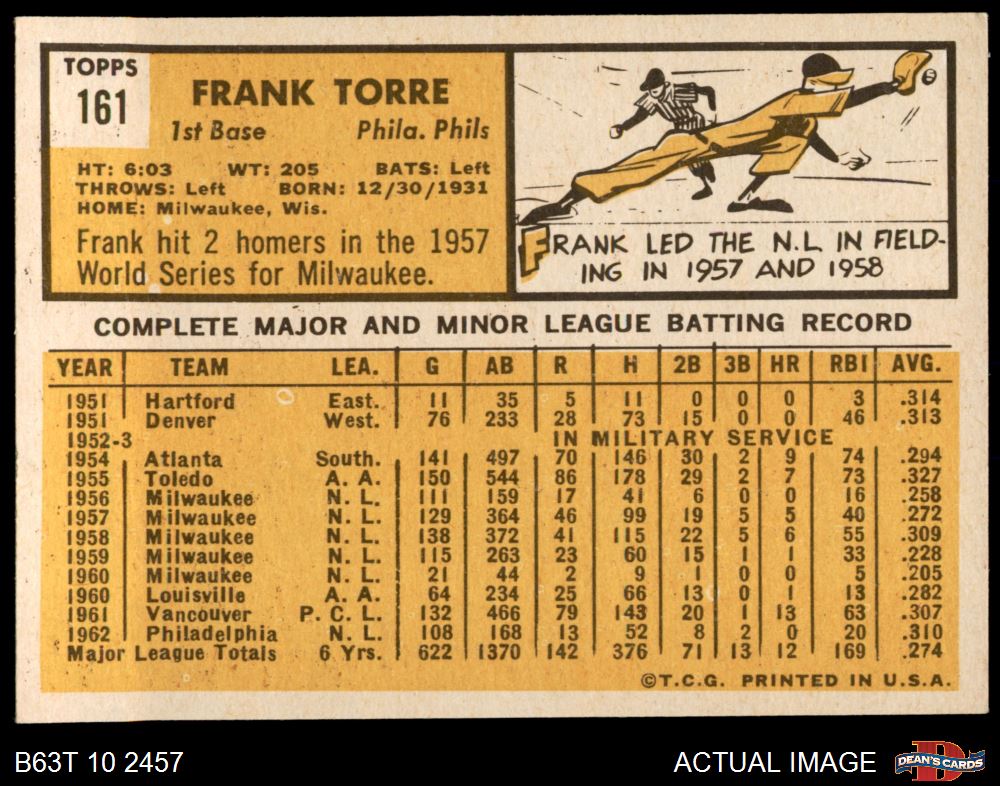 TOPPS
161
FRANK TORRE
1st Base Phila. Phils
HT: 6:03 WT: 205 BATS: Left
THROWS: Left BORN: 12/30/1931
HOME: Milwaukee, Wis.
Frank hit 2 homers in the 1957
World Series for Milwaukee.
FRANK LED THE N.L. IN FIELD-
ING IN 1957 AND 1958
COMPLETE MAJOR AND MINOR LEAGUE BATTING RECORD
YEAR TEAM LEA. G AB R H 2B 3B HR RBI AVG.
1951 Hartford East. 11 35 5 11 0 0 0 3 .314
1951 Denver West. 76 233 28 73 15 0 0 46 .313
1952-3 IN MILITARY SERVICE
1954 Atlanta South. 141 497 70 146 30 2 9 74 .294
1955 Toledo A. A. 150 544 86 178 29 2 7 73 .327
1956 Milwaukee N. L. 111 159 17 41 6 0 0 16 .258
1957 Milwaukee N. L. 129 364 46 99 19 5 5 40 .272
1958 Milwaukee N. L. 138 372 41 115 22 5 6 55 .309
1959 Milwaukee N. L. 115 263 23 60 15 1 1 33 .228
1960 Milwaukee N. L. 21 44 2 9 1 0 0 5 .205
1960 Louisville A. A. 64 234 25 66 13 0 1 13 .282
1961 Vancouver P. C. L. 132 466 79 143 20 1 13 63 .307
1962 Philadelphia N. L. 108 168 13 52 8 2 0 20 .310
Major League Totals 6 Yrs. 622 1370 142 376 71 13 12 169 .274
©T.C.G. PRINTED IN U.S.A.
B63T 10 2457 ACTUAL IMAGE DEAN'S CARDS